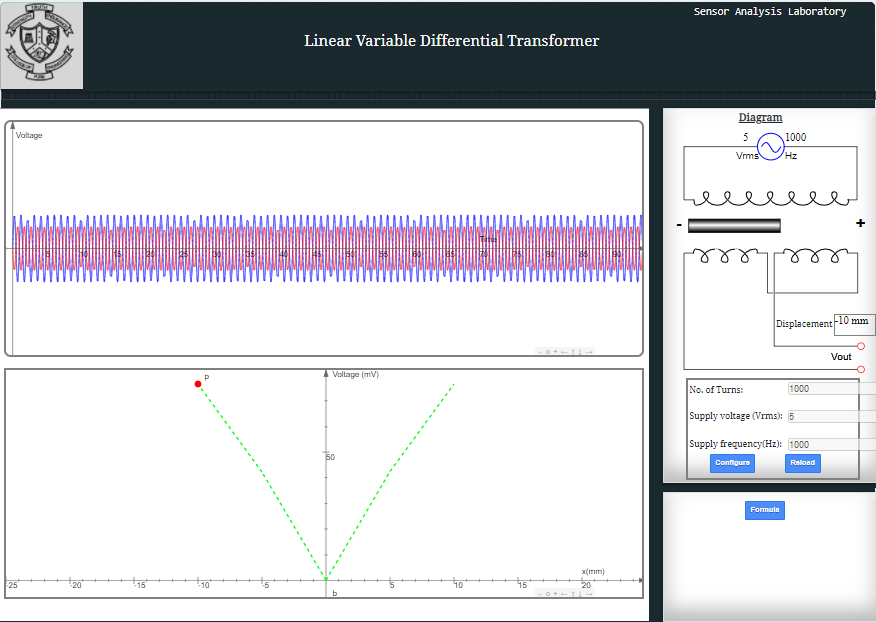 Sensor Analysis Laboratory
Linear Variable Differential Transformer
Voltage
Time
5 10 15 20 25 30 35 40 45 50 55 60 65 70 75 80 85 90
− o + ← ↑ ↓ →
p
Voltage (mV)
50
x(mm)
-25 -20 -15 -10 -5 5 10 15 20
b
− o + ← ↑ ↓ →
Diagram
5 1000
Vrms Hz
- +
Displacement -10 mm
Vout
No. of Turns: 1000
Supply voltage (Vrms): 5
Supply frequency(Hz): 1000
Configure Reload
Formula